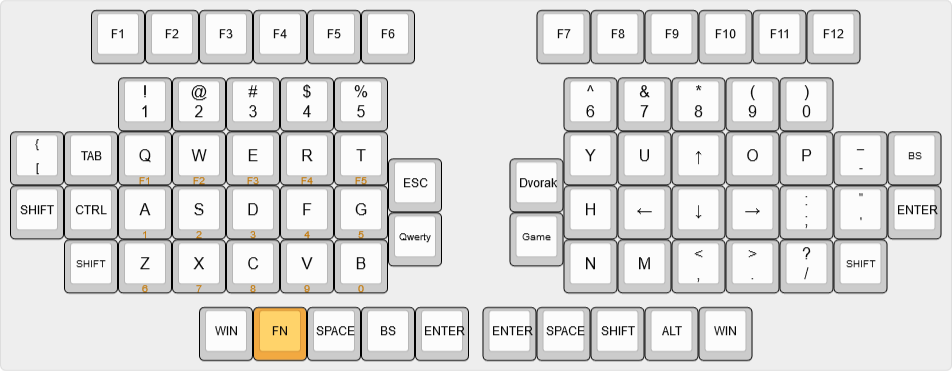 F1 F2 F3 F4 F5 F6 F7 F8 F9 F10 F11 F12
! @ # $ % ^ & * ( )
1 2 3 4 5 6 7 8 9 0
{ TAB Q W E R T Y U ↑ O P _ BS
[ F1 F2 F3 F4 F5 -
ESC Dvorak
SHIFT CTRL A S D F G H ← ↓ → : " ENTER
1 2 3 4 5 ; '
Qwerty Game
SHIFT Z X C V B N M < > ? SHIFT
6 7 8 9 0 , . /
WIN FN SPACE BS ENTER ENTER SPACE SHIFT ALT WIN